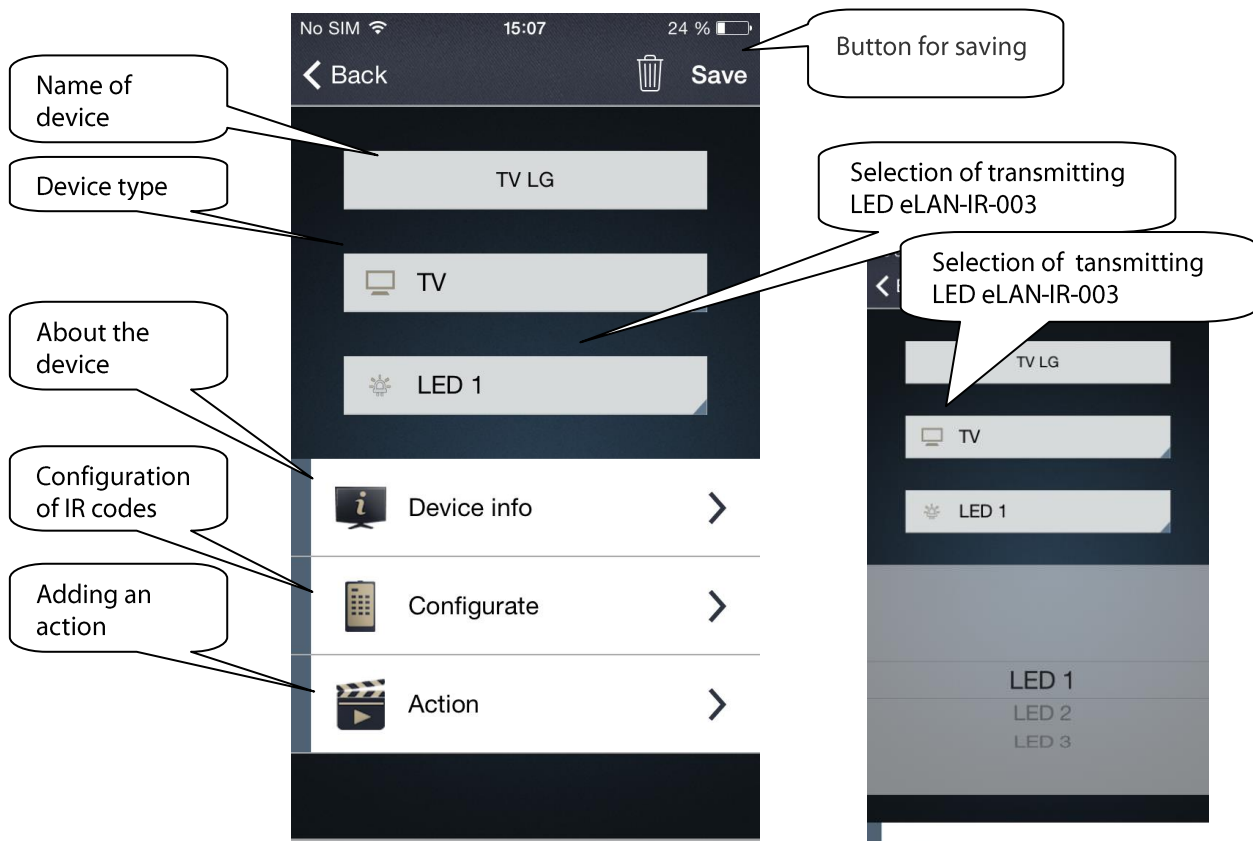 No SIM 15:07 24 %
Back Save
Button for saving
Name of
device
TV LG
Device type
Selection of transmitting
LED eLAN-IR-003
TV
Selection of  tansmitting
LED eLAN-IR-003
About the
device
LED 1
Configuration
of IR codes
Device info
Adding an
action
Configurate
Action
TV LG
TV
LED 1
LED 1
LED 2
LED 3